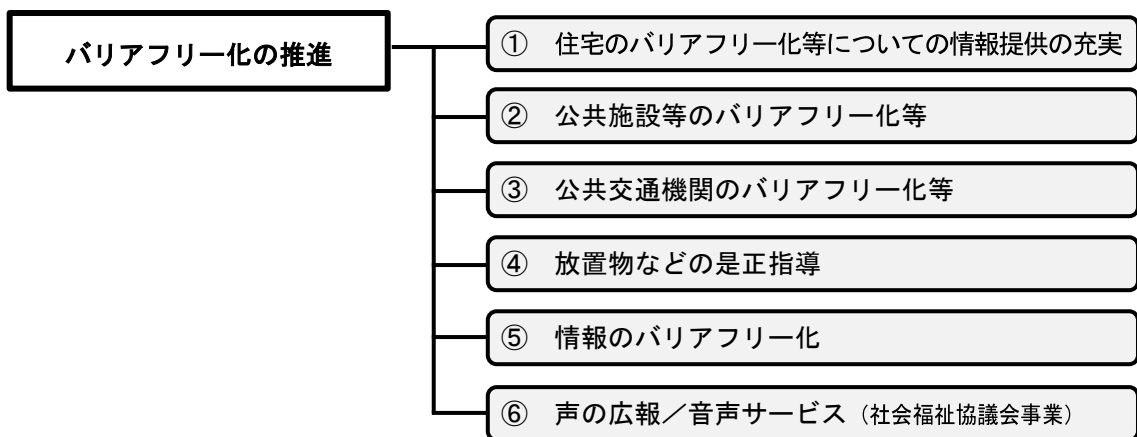 バリアフリー化の推進
① 住宅のバリアフリー化等についての情報提供の充実
② 公共施設等のバリアフリー化等
③ 公共交通機関のバリアフリー化等
④ 放置物などの是正指導
⑤ 情報のバリアフリー化
⑥ 声の広報／音声サービス（社会福祉協議会事業）